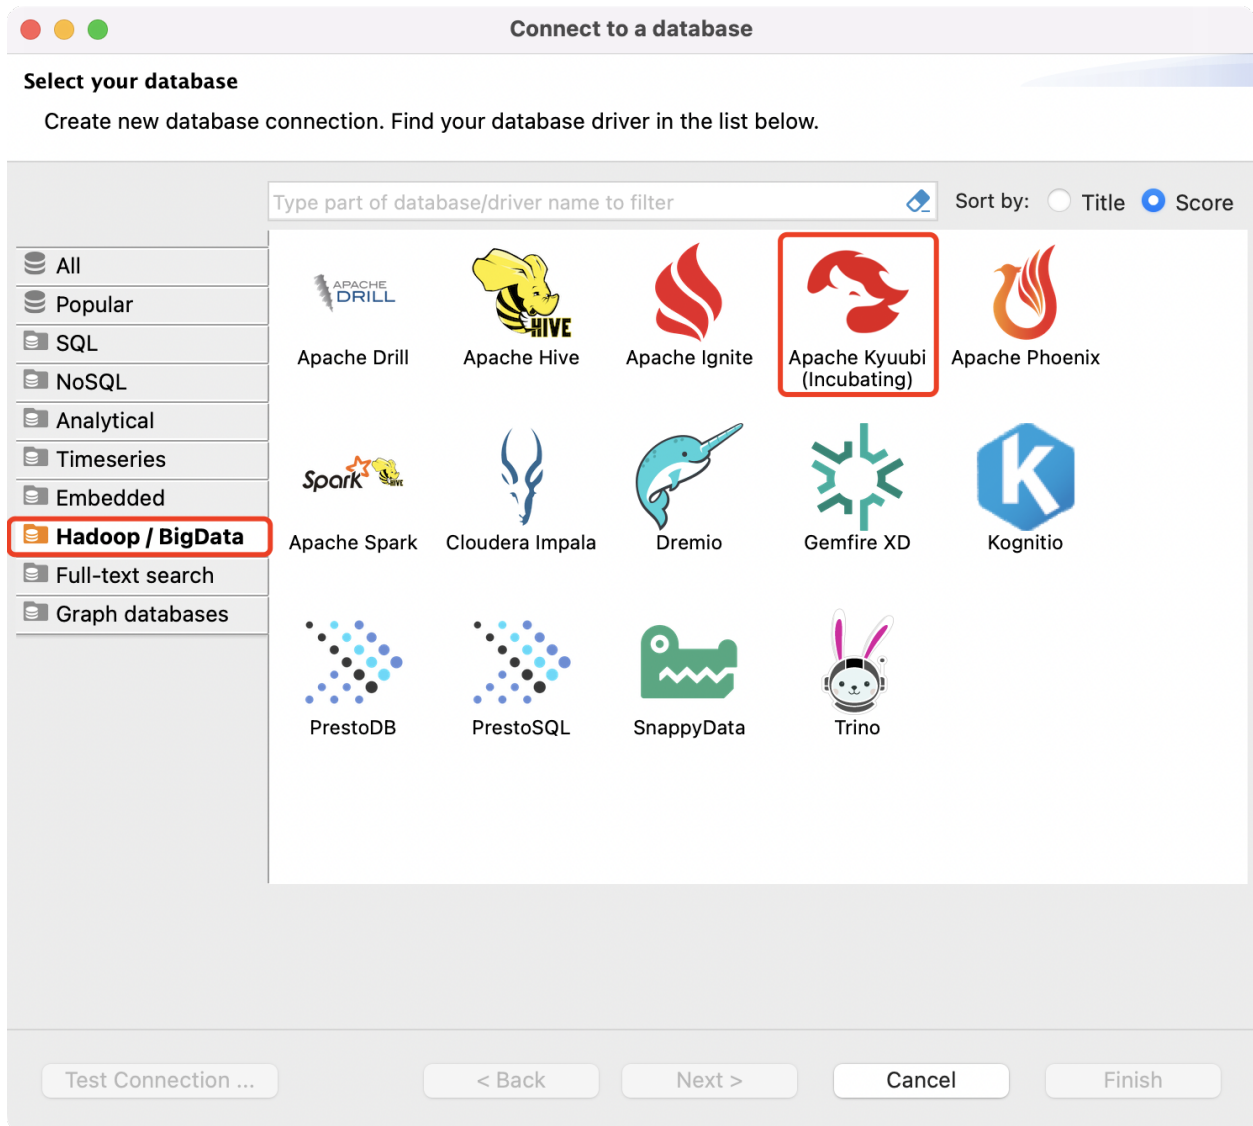 Connect to a database
Select your database
Create new database connection. Find your database driver in the list below.
Type part of database/driver name to filter
Sort by: Title Score
All
Popular
SQL
NoSQL
Analytical
Timeseries
Embedded
Hadoop / BigData
Full-text search
Graph databases
APACHE
DRILL
HIVE
Apache Drill
Apache Hive
Apache Ignite
Apache Kyuubi
(Incubating)
Apache Phoenix
Spark
HIVE
K
Apache Spark
Cloudera Impala
Dremio
Gemfire XD
Kognitio
PrestoDB
PrestoSQL
SnappyData
Trino
Test Connection ...
< Back
Next >
Cancel
Finish